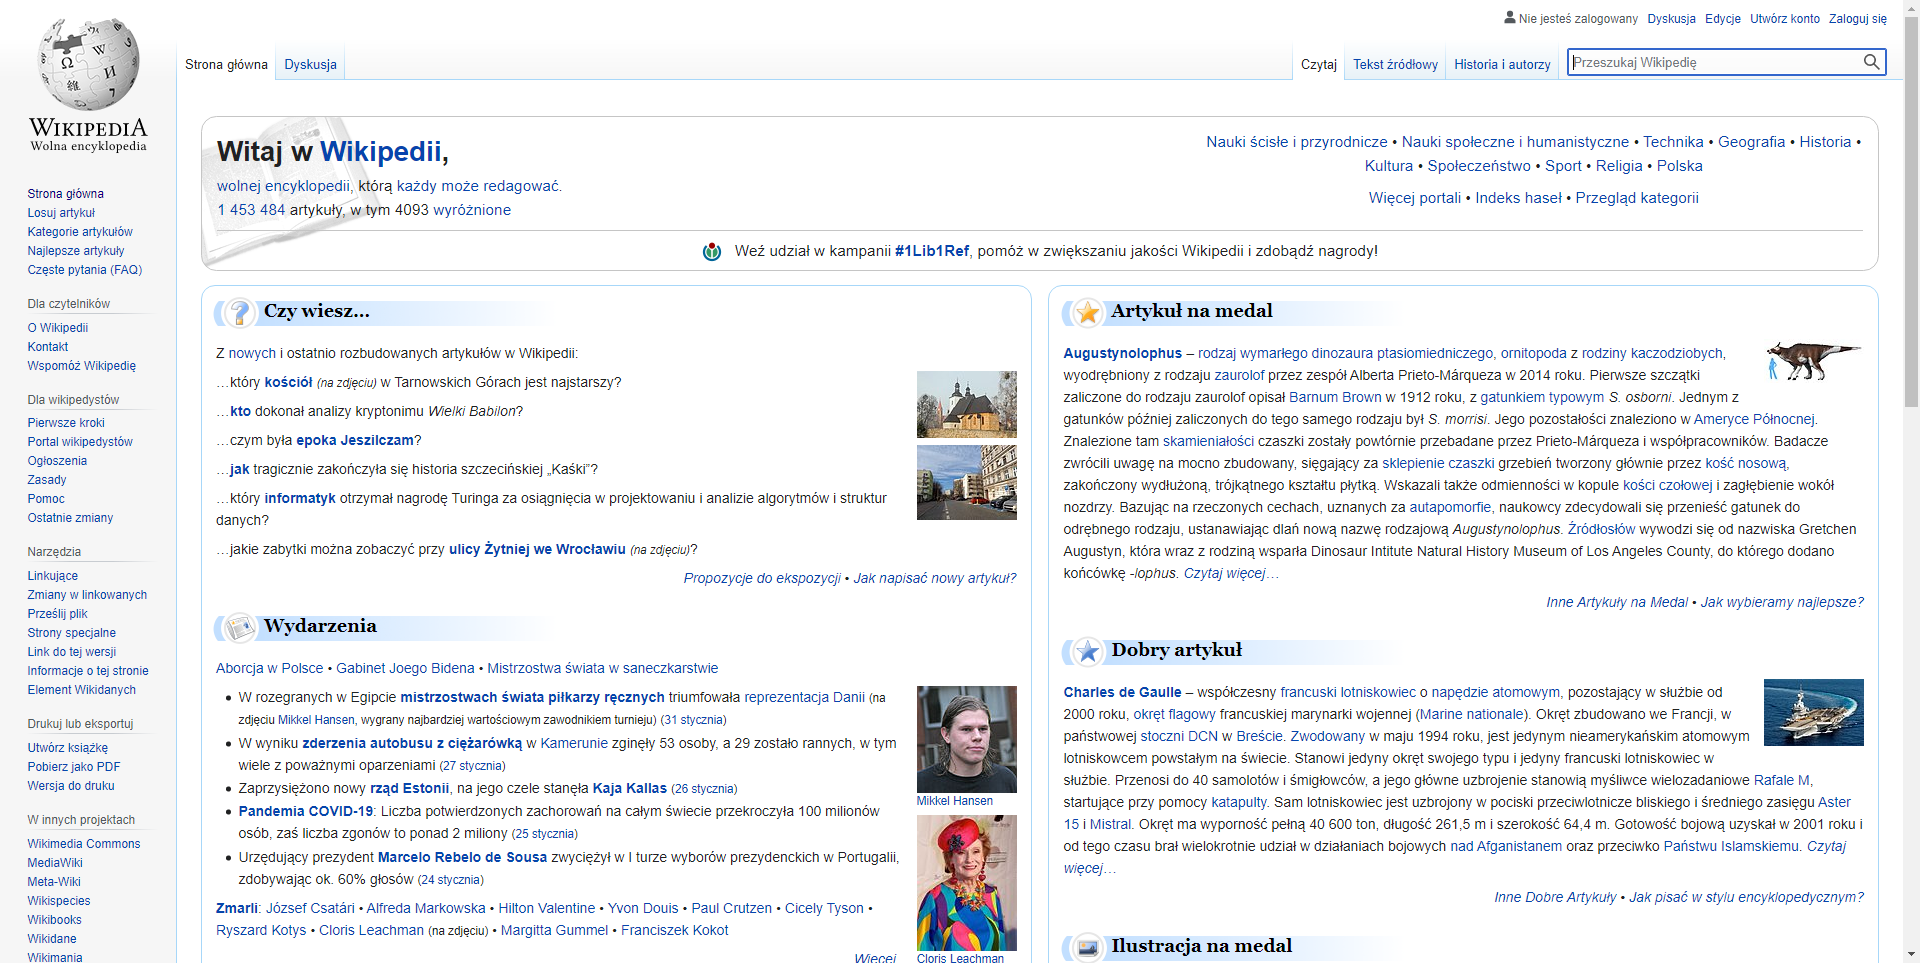 WIKIPEDIA
Wolna encyklopedia
Nie jesteś zalogowany Dyskusja Edycje Utwórz konto Zaloguj się
Strona główna Dyskusja
Czytaj Tekst źródłowy Historia i autorzy Przeszukaj Wikipedię
Strona główna
Losuj artykuł
Kategorie artykułów
Najlepsze artykuły
Częste pytania (FAQ)
Dla czytelników
O Wikipedii
Kontakt
Wspomóż Wikipedię
Dla wikipedystów
Pierwsze kroki
Portal wikipedystów
Ogłoszenia
Zasady
Pomoc
Ostatnie zmiany
Narzędzia
Linkujące
Zmiany w linkowanych
Prześlij plik
Strony specjalne
Link do tej wersji
Informacje o tej stronie
Element Wikidanych
Drukuj lub eksportuj
Utwórz książkę
Pobierz jako PDF
Wersja do druku
W innych projektach
Wikimedia Commons
MediaWiki
Meta-Wiki
Wikispecies
Wikibooks
Wikidane
Wikimania
Witaj w Wikipedii,
wolnej encyklopedii, którą każdy może redagować.
1 453 484 artykuły, w tym 4093 wyróżnione
Nauki ścisłe i przyrodnicze • Nauki społeczne i humanistyczne • Technika • Geografia • Historia •
Kultura • Społeczeństwo • Sport • Religia • Polska
Więcej portali • Indeks haseł • Przegląd kategorii
Weź udział w kampanii #1Lib1Ref, pomóż w zwiększaniu jakości Wikipedii i zdobądź nagrody!
Czy wiesz...
Z nowych i ostatnio rozbudowanych artykułów w Wikipedii:
…który kościół (na zdjęciu) w Tarnowskich Górach jest najstarszy?
…kto dokonał analizy kryptonimu Wielki Babilon?
…czym była epoka Jeszilczam?
…jak tragicznie zakończyła się historia szczecińskiej „Kaśki”?
…który informatyk otrzymał nagrodę Turinga za osiągnięcia w projektowaniu i analizie algorytmów i struktur
danych?
…jakie zabytki można zobaczyć przy ulicy Żytniej we Wrocławiu (na zdjęciu)?
Propozycje do ekspozycji • Jak napisać nowy artykuł?
Wydarzenia
Aborcja w Polsce • Gabinet Joego Bidena • Mistrzostwa świata w saneczkarstwie
• W rozegranych w Egipcie mistrzostwach świata piłkarzy ręcznych triumfowała reprezentacja Danii (na
zdjęciu Mikkel Hansen, wygrany najbardziej wartościowym zawodnikiem turnieju) (31 stycznia)
• W wyniku zderzenia autobusu z ciężarówką w Kamerunie zginęły 53 osoby, a 29 zostało rannych, w tym
wiele z poważnymi oparzeniami (27 stycznia)
• Zaprzysiężono nowy rząd Estonii, na jego czele stanęła Kaja Kallas (26 stycznia)
• Pandemia COVID-19: Liczba potwierdzonych zachorowań na całym świecie przekroczyła 100 milionów
osób, zaś liczba zgonów to ponad 2 miliony (25 stycznia)
• Urzędujący prezydent Marcelo Rebelo de Sousa zwyciężył w I turze wyborów prezydenckich w Portugalii,
zdobywając ok. 60% głosów (24 stycznia)
Mikkel Hansen
Cloris Leachman
Zmarli: József Csatári • Alfreda Markowska • Hilton Valentine • Yvon Douis • Paul Crutzen • Cicely Tyson •
Ryszard Kotys • Cloris Leachman (na zdjęciu) • Margitta Gummel • Franciszek Kokot
Więcej
Artykuł na medal
Augustynolophus – rodzaj wymarłego dinozaura ptasiomiedniczego, ornitopoda z rodziny kaczodziobych,
wyodrębniony z rodzaju zaurolof przez zespół Alberta Prieto-Márqueza w 2014 roku. Pierwsze szczątki
zaliczone do rodzaju zaurolof opisał Barnum Brown w 1912 roku, z gatunkiem typowym S. osborni. Jednym z
gatunków później zaliczonych do tego samego rodzaju był S. morrisi. Jego pozostałości znaleziono w Ameryce Północnej.
Znalezione tam skamieniałości czaszki zostały powtórnie przebadane przez Prieto-Márqueza i współpracowników. Badacze
zwrócili uwagę na mocno zbudowany, sięgający za sklepienie czaszki grzebień tworzony głównie przez kość nosową,
zakończony wydłużoną, trójkątnego kształtu płytką. Wskazali także odmienności w kopule kości czołowej i zagłębienie wokół
nozdrzy. Bazując na rzeczonych cechach, uznanych za autapomorfie, naukowcy zdecydowali się przenieść gatunek do
odrębnego rodzaju, ustanawiając dlań nową nazwę rodzajową Augustynolophus. Źródłosłów wywodzi się od nazwiska Gretchen
Augustyn, która wraz z rodziną wsparła Dinosaur Intitute Natural History Museum of Los Angeles County, do którego dodano
końcówkę -lophus. Czytaj więcej…
Inne Artykuły na Medal • Jak wybieramy najlepsze?
Dobry artykuł
Charles de Gaulle – współczesny francuski lotniskowiec o napędzie atomowym, pozostający w służbie od
2000 roku, okręt flagowy francuskiej marynarki wojennej (Marine nationale). Okręt zbudowano we Francji, w
państwowej stoczni DCN w Breście. Zwodowany w maju 1994 roku, jest jedynym nieamerykańskim atomowym
lotniskowcem powstałym na świecie. Stanowi jedyny okręt swojego typu i jedyny francuski lotniskowiec w
służbie. Przenosi do 40 samolotów i śmigłowców, a jego główne uzbrojenie stanowią myśliwce wielozadaniowe Rafale M,
startujące przy pomocy katapulty. Sam lotniskowiec jest uzbrojony w pociski przeciwlotnicze bliskiego i średniego zasięgu Aster
15 i Mistral. Okręt ma wyporność pełną 40 600 ton, długość 261,5 m i szerokość 64,4 m. Gotowość bojową uzyskał w 2001 roku i
od tego czasu brał wielokrotnie udział w działaniach bojowych nad Afganistanem oraz przeciwko Państwu Islamskiemu. Czytaj
więcej…
Inne Dobre Artykuły • Jak pisać w stylu encyklopedycznym?
Ilustracja na medal